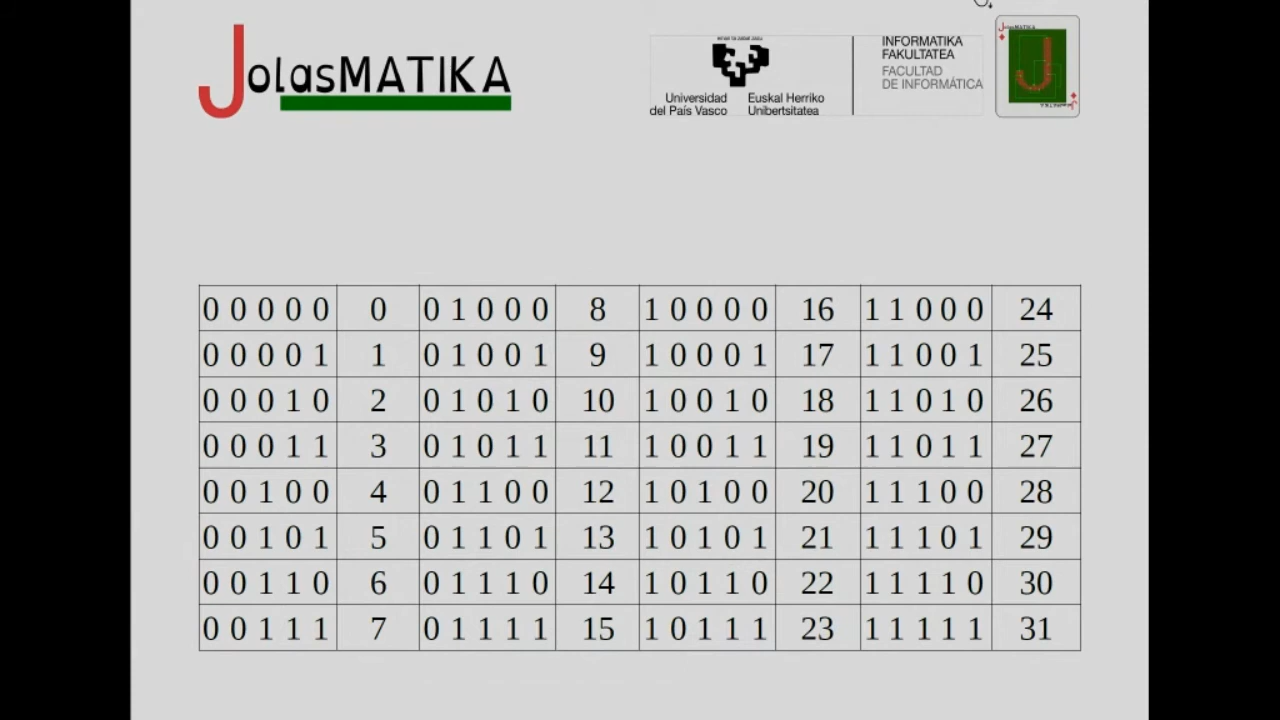 JolasMATIKA
Universidad Euskal Herriko
del País Vasco Unibertsitatea
INFORMATIKA
FAKULTATEA
FACULTAD
DE INFORMÁTICA
J
0 0 0 0 0 0 0 1 0 0 0 8 1 0 0 0 0 16 1 1 0 0 0 24
0 0 0 0 1 1 0 1 0 0 1 9 1 0 0 0 1 17 1 1 0 0 1 25
0 0 0 1 0 2 0 1 0 1 0 10 1 0 0 1 0 18 1 1 0 1 0 26
0 0 0 1 1 3 0 1 0 1 1 11 1 0 0 1 1 19 1 1 0 1 1 27
0 0 1 0 0 4 0 1 1 0 0 12 1 0 1 0 0 20 1 1 1 0 0 28
0 0 1 0 1 5 0 1 1 0 1 13 1 0 1 0 1 21 1 1 1 0 1 29
0 0 1 1 0 6 0 1 1 1 0 14 1 0 1 1 0 22 1 1 1 1 0 30
0 0 1 1 1 7 0 1 1 1 1 15 1 0 1 1 1 23 1 1 1 1 1 31